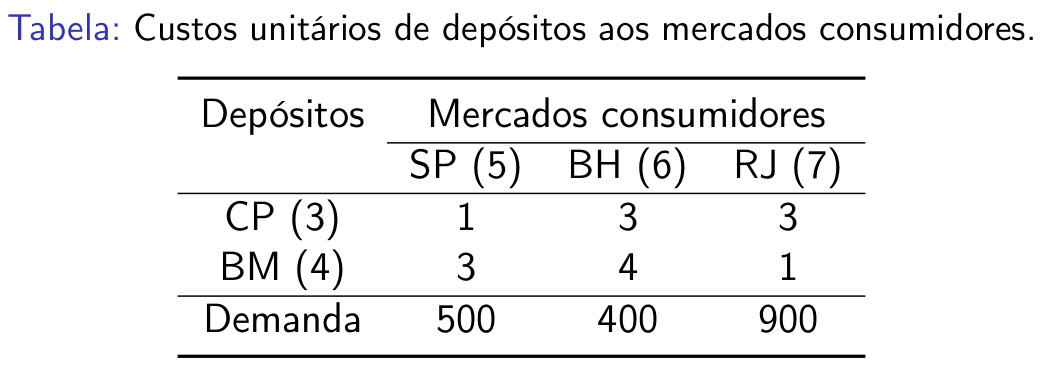 Tabela: Custos unitários de depósitos aos mercados consumidores.
Depósitos Mercados consumidores
SP (5) BH (6) RJ (7)
CP (3) 1 3 3
BM (4) 3 4 1
Demanda 500 400 900